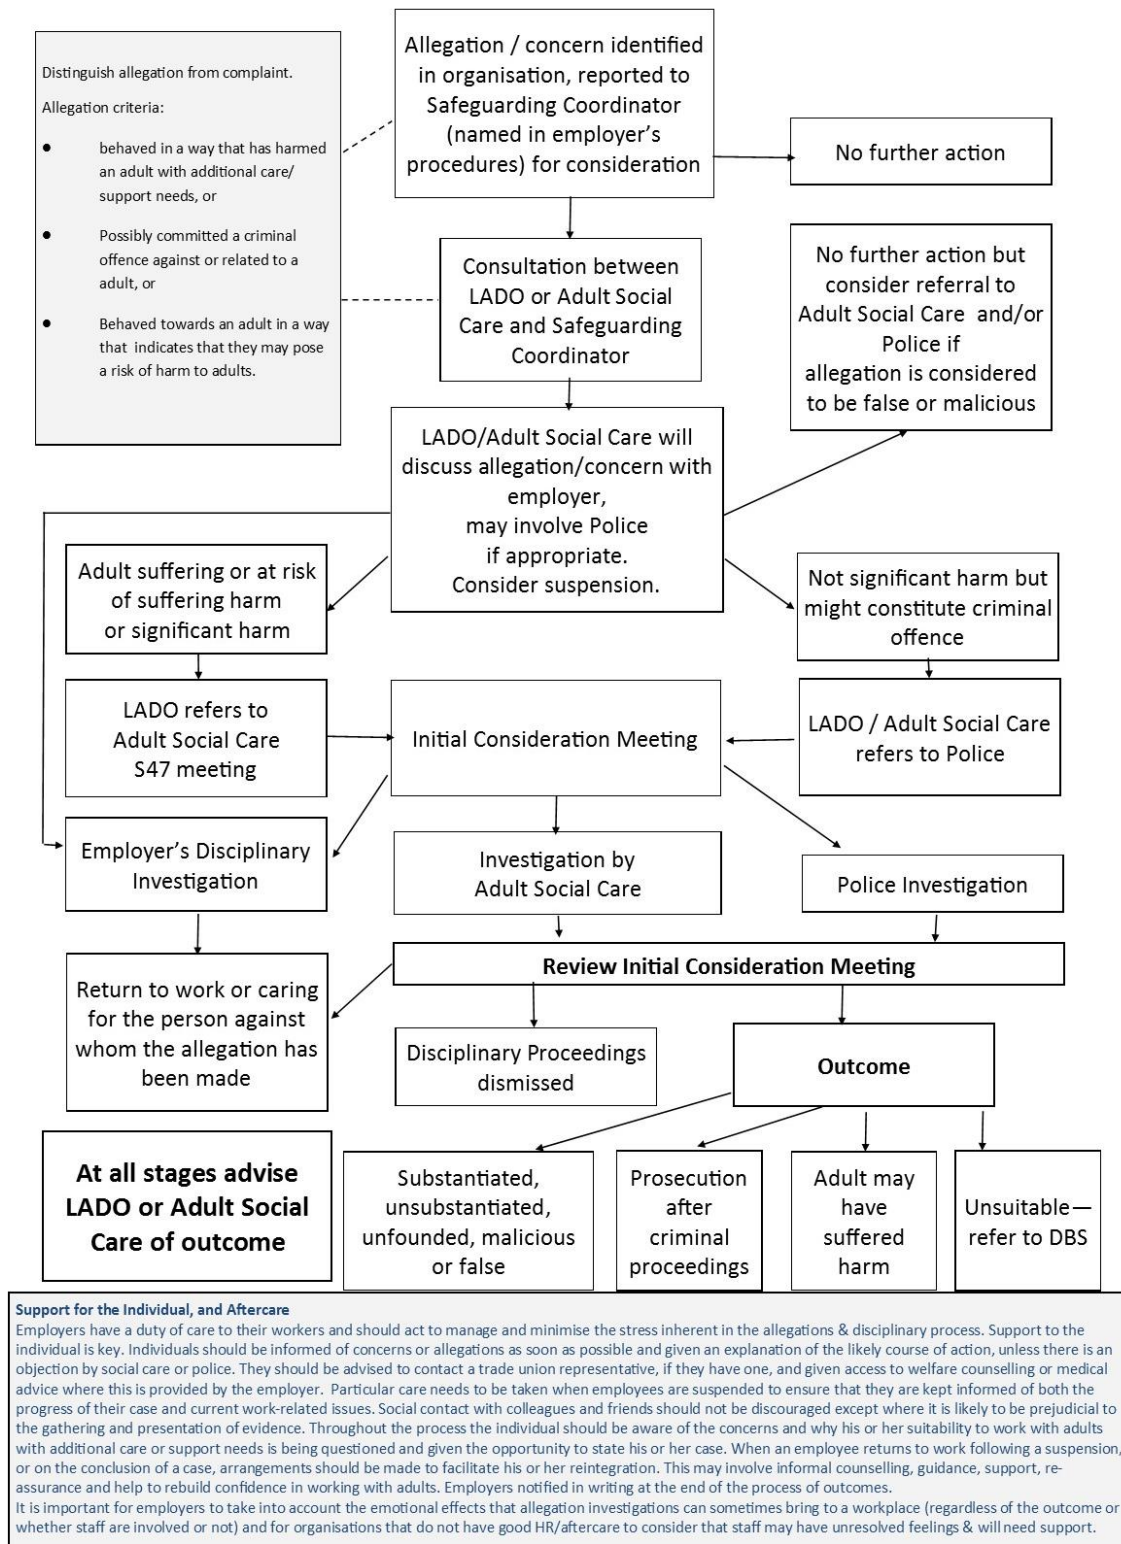 Distinguish allegation from complaint.
Allegation criteria:
● behaved in a way that has harmed
an adult with additional care/
support needs, or
● Possibly committed a criminal
offence against or related to a
adult, or
● Behaved towards an adult in a way
that indicates that they may pose
a risk of harm to adults.
Allegation / concern identified
in organisation, reported to
Safeguarding Coordinator
(named in employer's
procedures) for consideration
No further action
Consultation between
LADO or Adult Social
Care and Safeguarding
Coordinator
No further action but
consider referral to
Adult Social Care and/or
Police if
allegation is considered
to be false or malicious
LADO/Adult Social Care will
discuss allegation/concern with
employer,
may involve Police
if appropriate.
Consider suspension.
Adult suffering or at risk
of suffering harm
or significant harm
Not significant harm but
might constitute criminal
offence
LADO refers to
Adult Social Care
S47 meeting
Initial Consideration Meeting
LADO / Adult Social Care
refers to Police
Employer's Disciplinary
Investigation
Investigation by
Adult Social Care
Police Investigation
Review Initial Consideration Meeting
Return to work or caring
for the person against
whom the allegation has
been made
Disciplinary Proceedings
dismissed
Outcome
At all stages advise
LADO or Adult Social
Care of outcome
Substantiated,
unsubstantiated,
unfounded, malicious
or false
Prosecution
after
criminal
proceedings
Adult may
have
suffered
harm
Unsuitable—
refer to DBS
Support for the Individual, and Aftercare
Employers have a duty of care to their workers and should act to manage and minimise the stress inherent in the allegations & disciplinary process. Support to the
individual is key. Individuals should be informed of concerns or allegations as soon as possible and given an explanation of the likely course of action, unless there is an
objection by social care or police. They should be advised to contact a trade union representative, if they have one, and given access to welfare counselling or medical
advice where this is provided by the employer. Particular care needs to be taken when employees are suspended to ensure that they are kept informed of both the
progress of their case and current work-related issues. Social contact with colleagues and friends should not be discouraged except where it is likely to be prejudicial to
the gathering and presentation of evidence. Throughout the process the individual should be aware of the concerns and why his or her suitability to work with adults
with additional care or support needs is being questioned and given the opportunity to state his or her case. When an employee returns to work following a suspension,
or on the conclusion of a case, arrangements should be made to facilitate his or her reintegration. This may involve informal counselling, guidance, support, re-
assurance and help to rebuild confidence in working with adults. Employers notified in writing at the end of the process of outcomes.
It is important for employers to take into account the emotional effects that allegation investigations can sometimes bring to a workplace (regardless of the outcome or
whether staff are involved or not) and for organisations that do not have good HR/aftercare to consider that staff may have unresolved feelings & will need support.